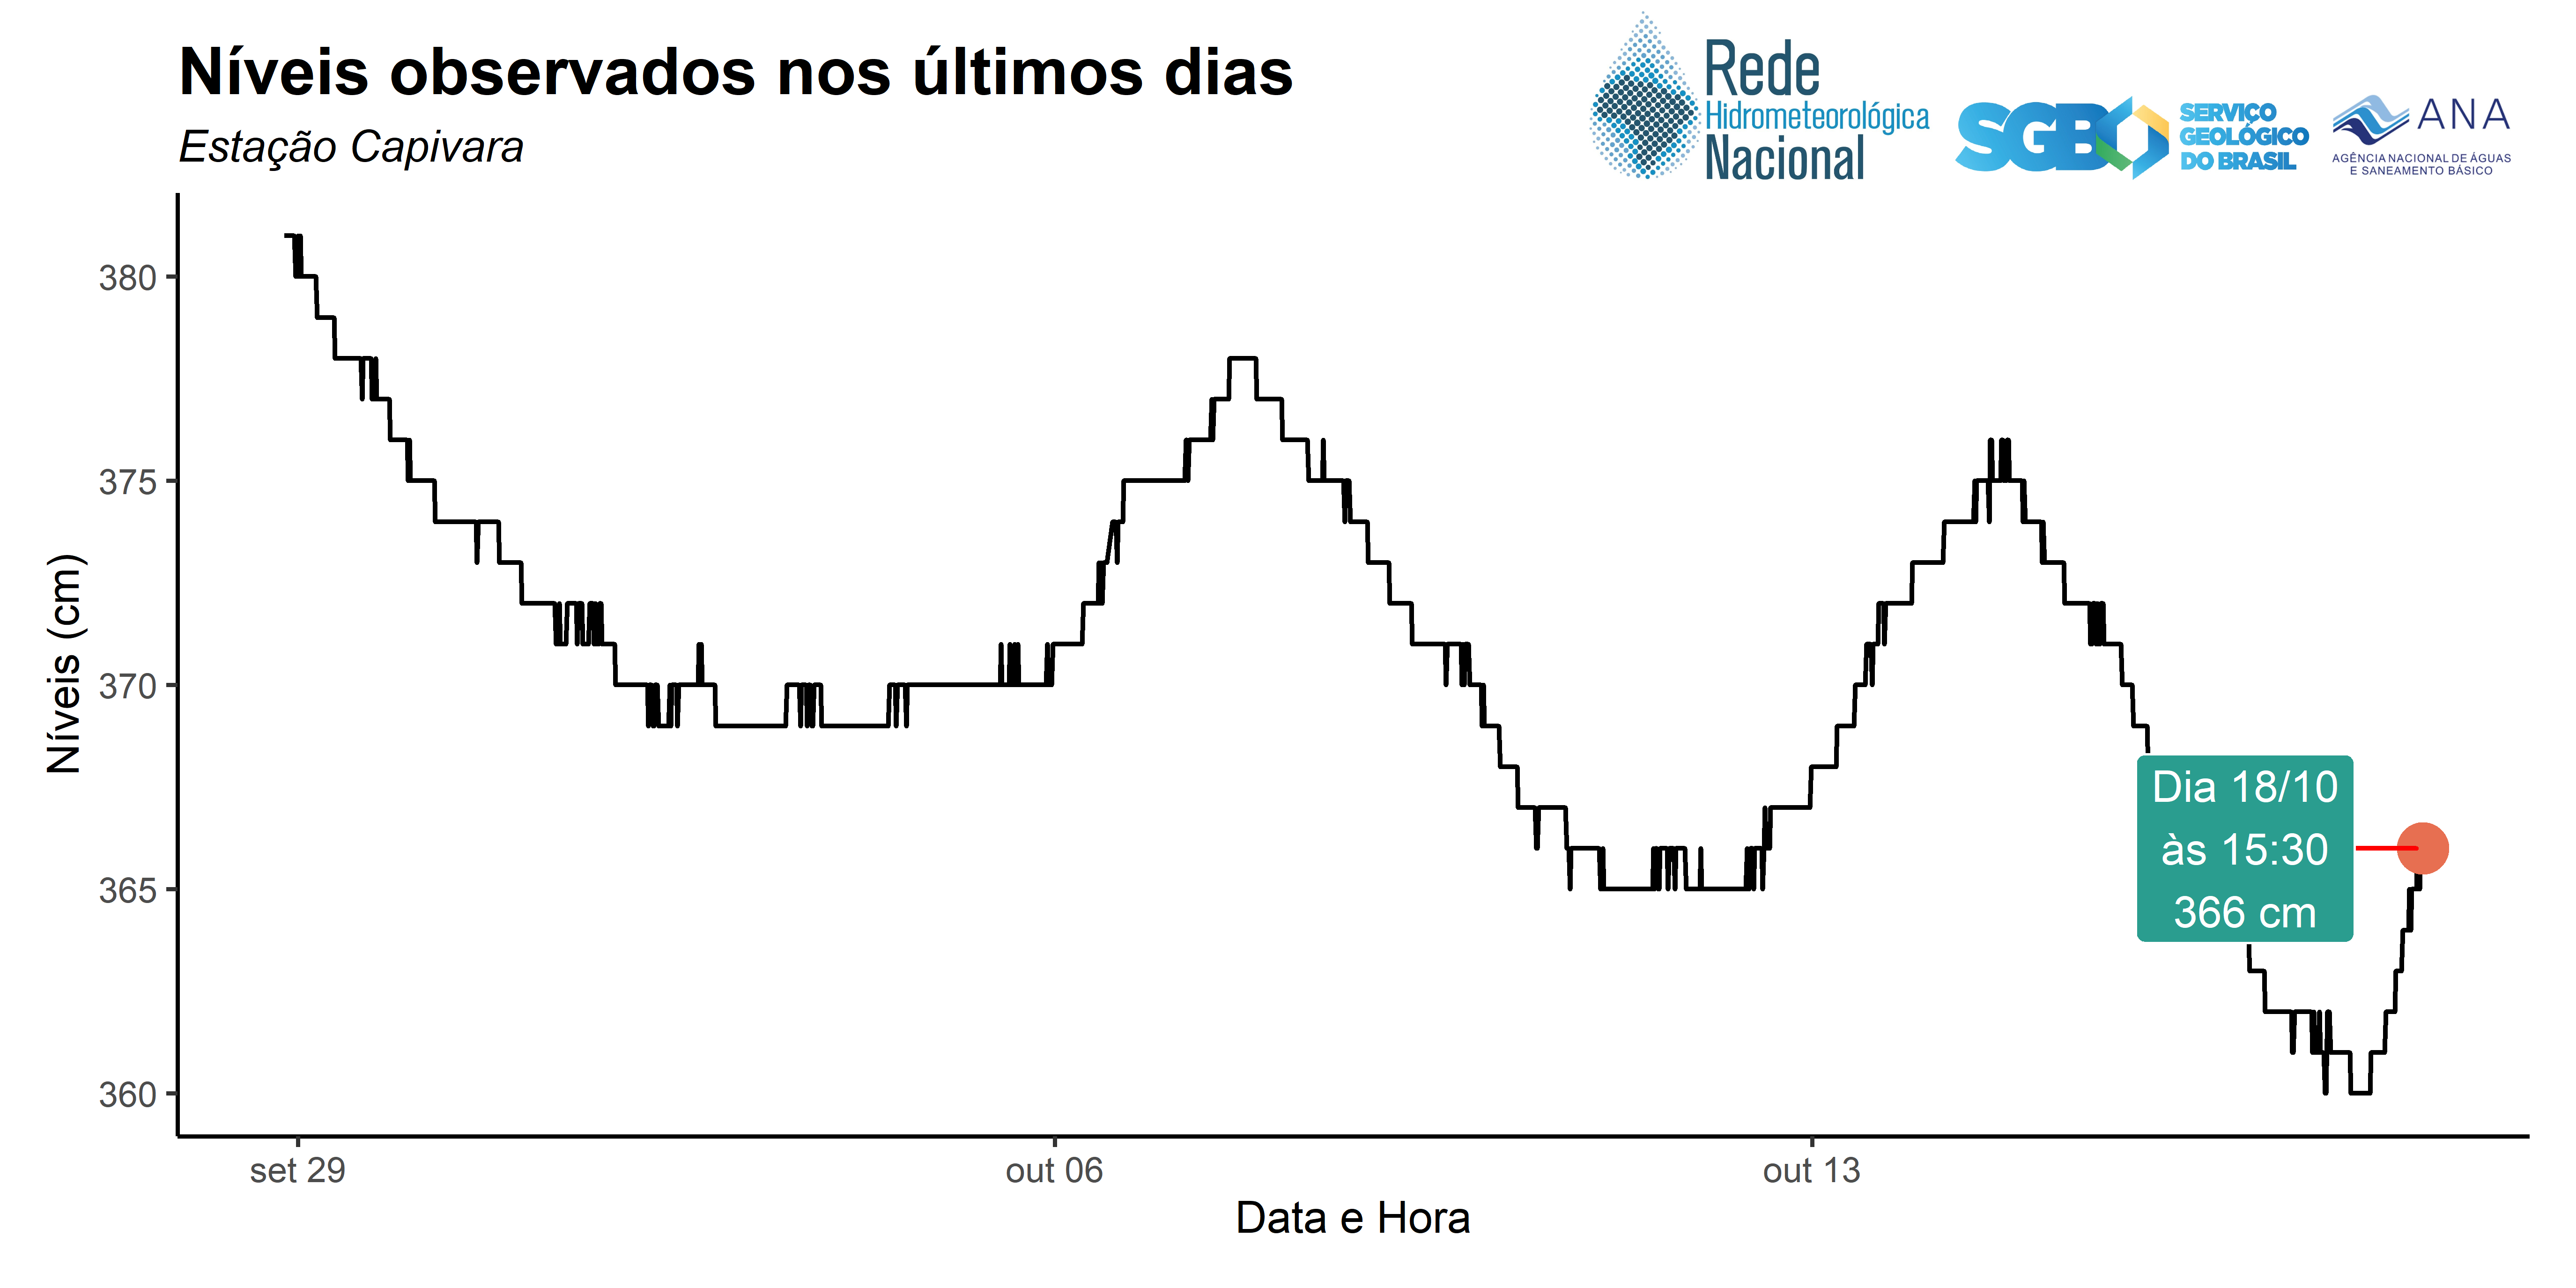 Níveis observados nos últimos dias
Estação Capivara
Rede
Hidrometeorológica
Nacional
SGB
SERVIÇO
GEOLÓGICO
DO BRASIL
ANA
AGÊNCIA NACIONAL DE ÁGUAS
E SANEAMENTO BÁSICO
Níveis (cm)
380
375
370
365
360
Dia 18/10
às 15:30
366 cm
set 29
out 06
out 13
Data e Hora